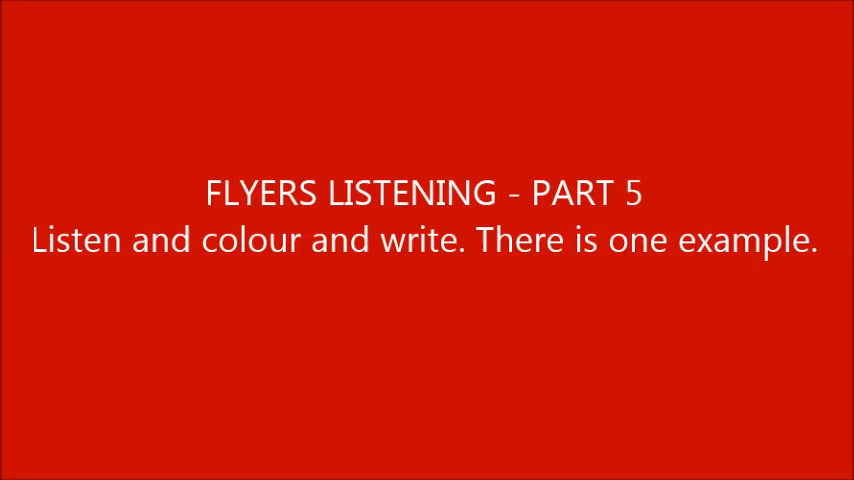 FLYERS LISTENING - PART 5
Listen and colour and write. There is one example.